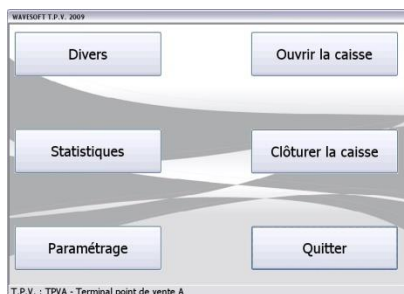 WAVESOFT T.P.V. 2009
Divers
Ouvrir la caisse
Statistiques
Clôturer la caisse
Paramétrage
Quitter
T.P.V. : TPVA - Terminal point de vente A